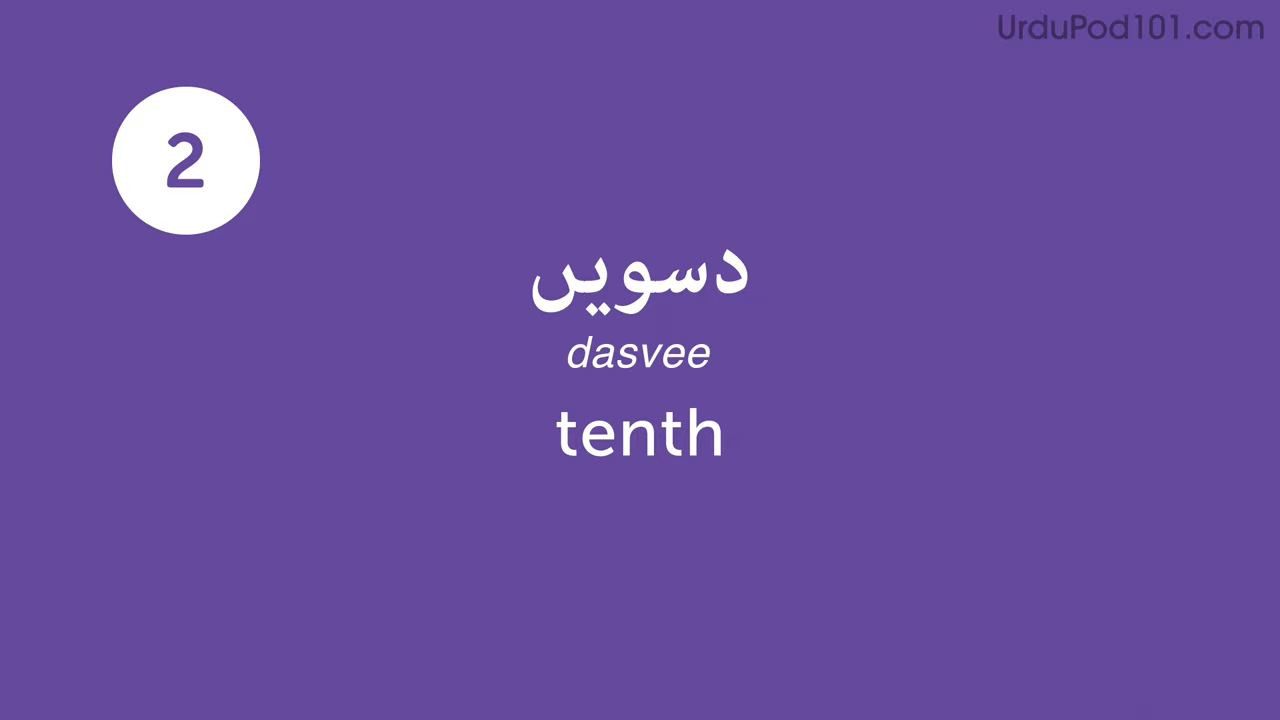 UrduPod101.com
2
دسویں
dasvee
tenth